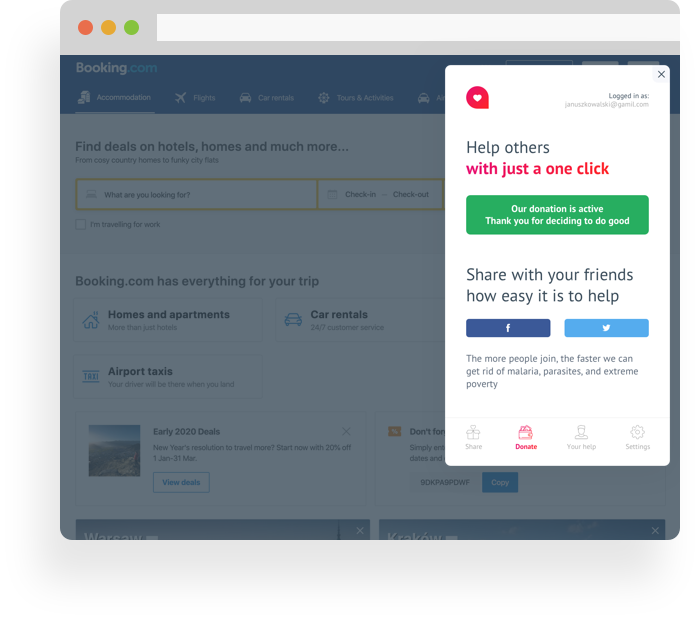 Booking.com
Accommodation
Flights
Car rentals
Tours & Activities
Find deals on hotels, homes and much more...
From cosy country homes to funky city flats
What are you looking for?
Check-in — Check-out
I'm travelling for work
Booking.com has everything for your trip
Homes and apartments
More than just hotels
Car rentals
24/7 customer service
Airport taxis
Your driver will be there when you land
TAXI
Early 2020 Deals
New Year's resolution to travel more? Start now with 20% off
1 Jan-31 Mar.
View deals
Simply
dates and
9DKPA9PDWF
Copy
Warsaw
Kraków
Logged in as:
januszkowalski@gamil.com
Help others
with just a one click
Our donation is active
Thank you for deciding to do good
Share with your friends
how easy it is to help
f
The more people join, the faster we can
get rid of malaria, parasites, and extreme
poverty
Share
Donate
Your help
Settings